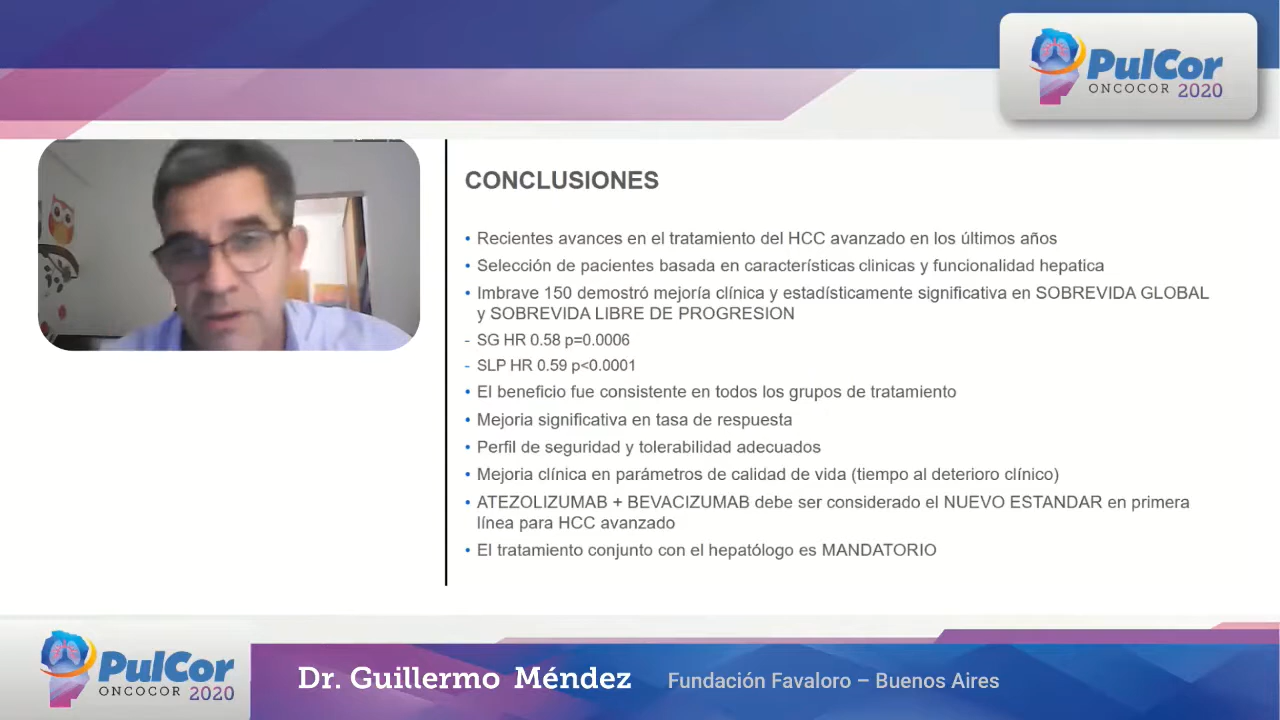 PulCor
ONCOCOR 2020
CONCLUSIONES
• Recientes avances en el tratamiento del HCC avanzado en los últimos años
• Selección de pacientes basada en características clinicas y funcionalidad hepatica
• Imbrave 150 demostró mejoría clínica y estadísticamente significativa en SOBREVIDA GLOBAL
y SOBREVIDA LIBRE DE PROGRESION
- SG HR 0.58 p=0.0006
- SLP HR 0.59 p<0.0001
• El beneficio fue consistente en todos los grupos de tratamiento
• Mejoria significativa en tasa de respuesta
• Perfil de seguridad y tolerabilidad adecuados
• Mejoria clínica en parámetros de calidad de vida (tiempo al deterioro clínico)
• ATEZOLIZUMAB + BEVACIZUMAB debe ser considerado el NUEVO ESTANDAR en primera
línea para HCC avanzado
• El tratamiento conjunto con el hepatólogo es MANDATORIO
PulCor
ONCOCOR 2020
Dr. Guillermo Méndez
Fundación Favaloro – Buenos Aires